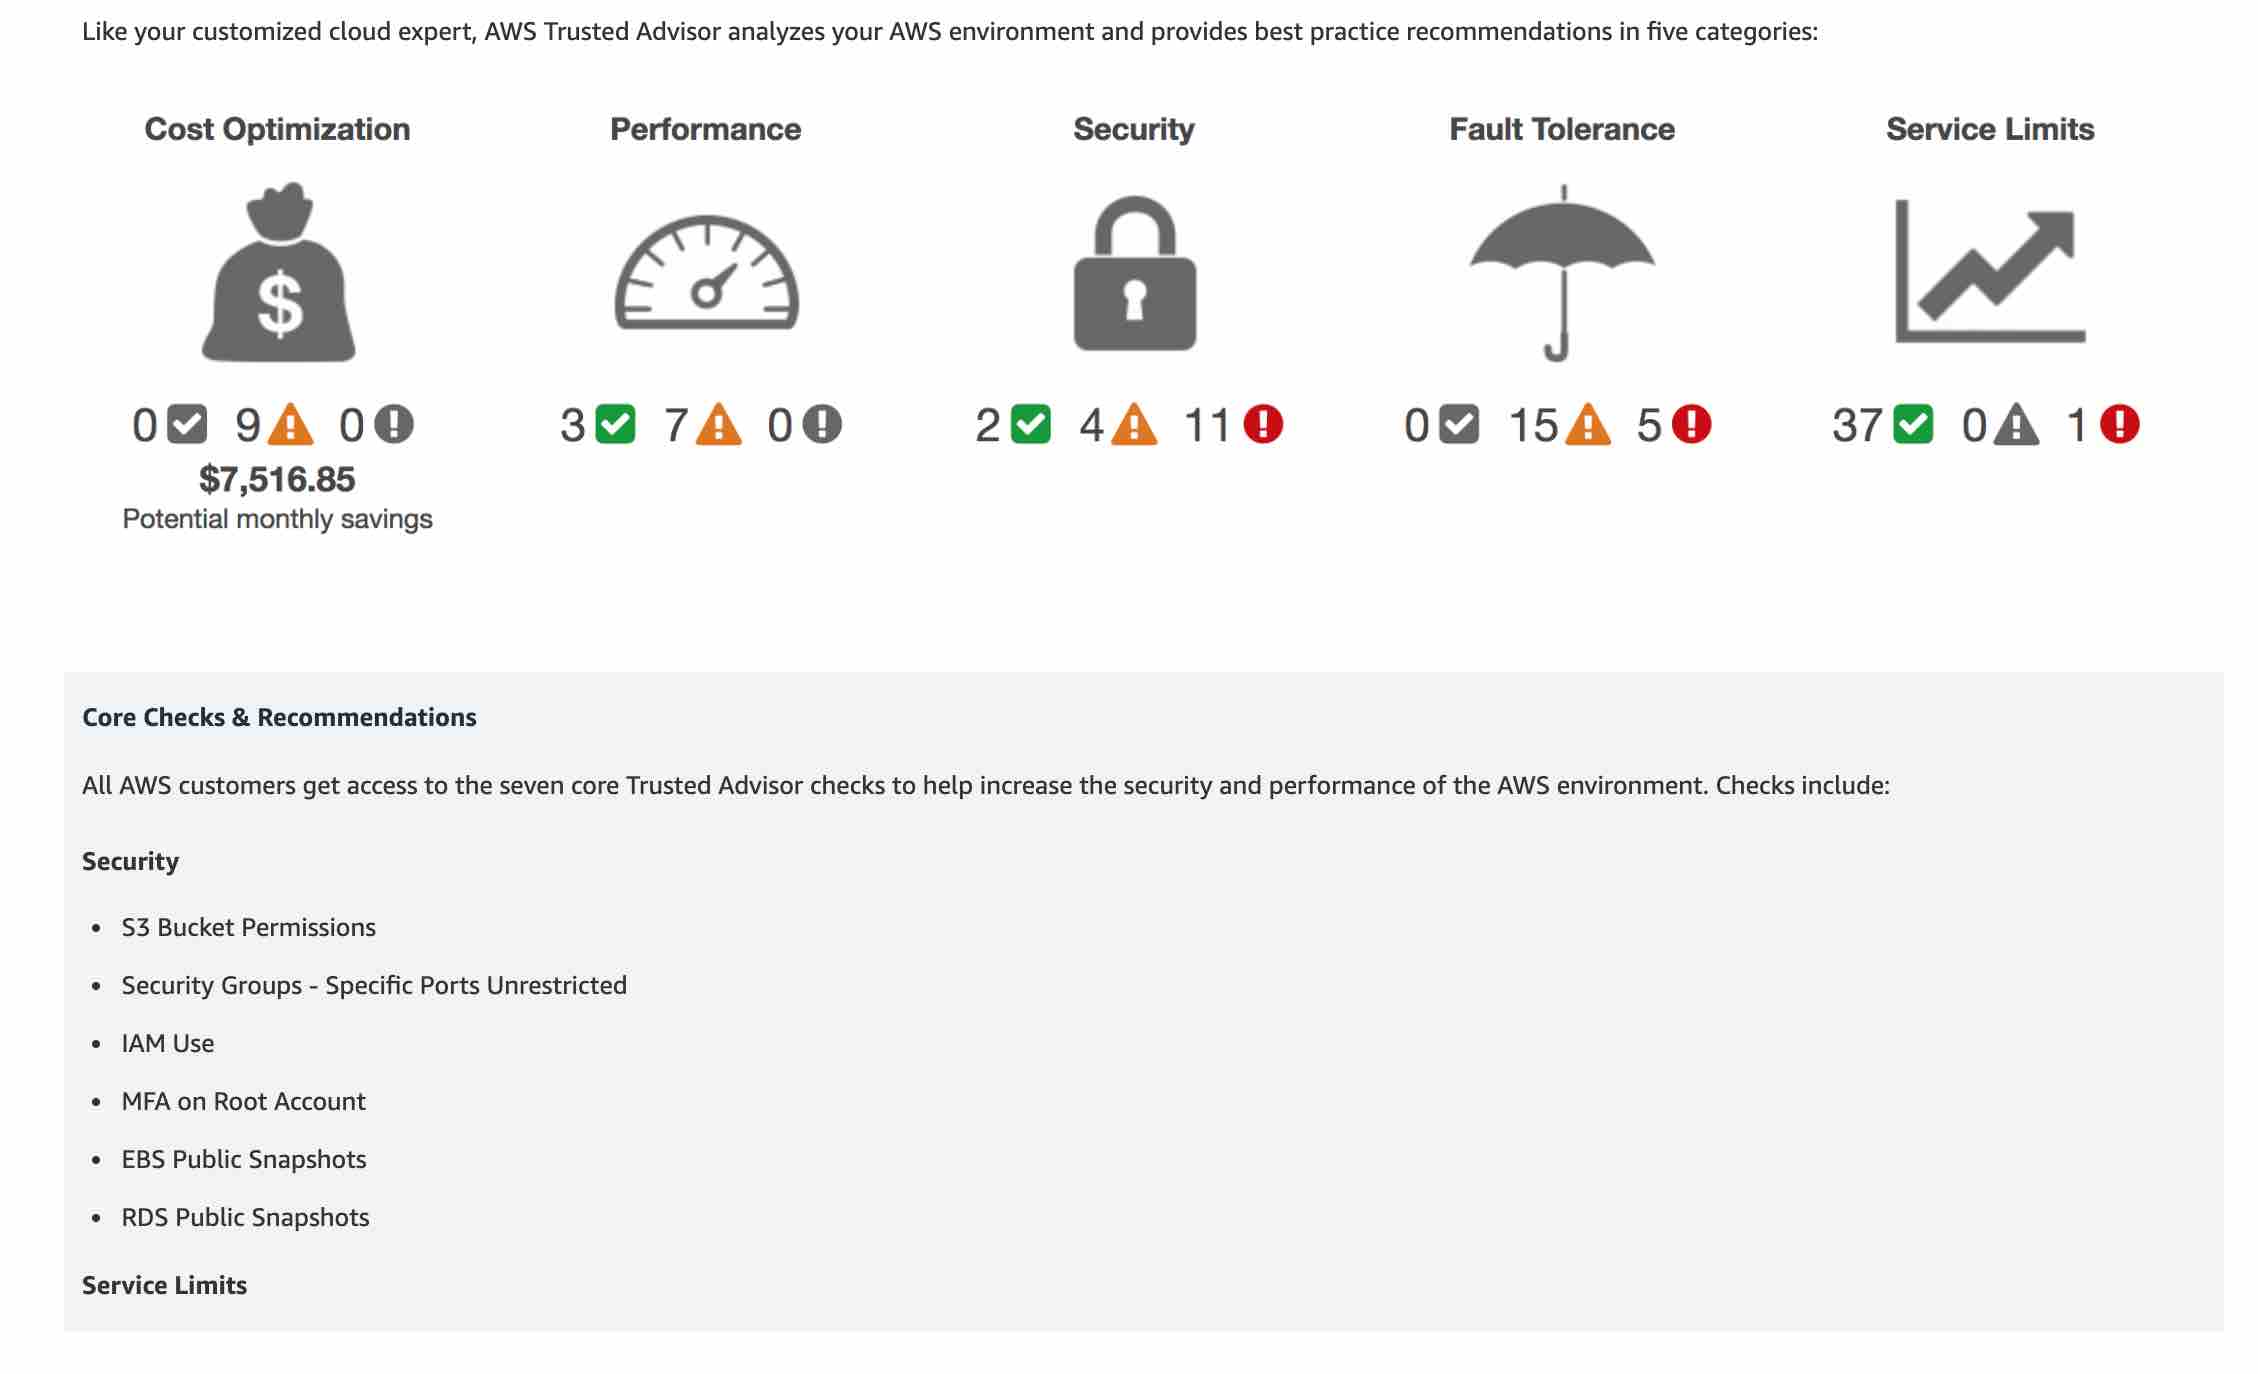 Like your customized cloud expert, AWS Trusted Advisor analyzes your AWS environment and provides best practice recommendations in five categories:
Cost Optimization Performance Security Fault Tolerance Service Limits
$
0 9 0 3 7 0 2 4 11 0 15 5 37 0 1
$7,516.85
Potential monthly savings
Core Checks & Recommendations
All AWS customers get access to the seven core Trusted Advisor checks to help increase the security and performance of the AWS environment. Checks include:
Security
• S3 Bucket Permissions
• Security Groups - Specific Ports Unrestricted
• IAM Use
• MFA on Root Account
• EBS Public Snapshots
• RDS Public Snapshots
Service Limits